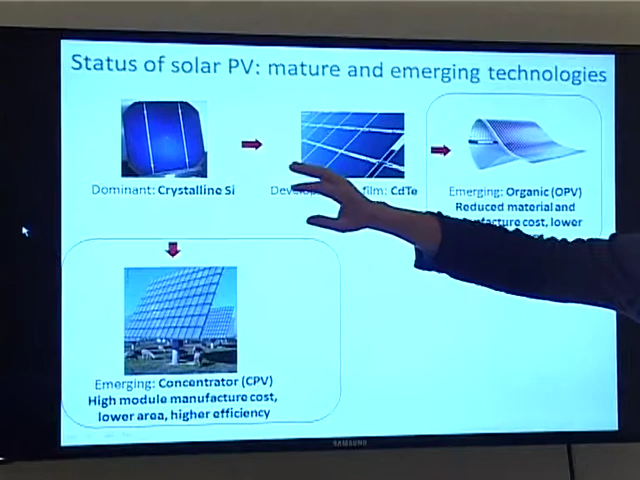 Status of solar PV: mature and emerging technologies
Dominant: Crystalline Si
film: CdTe
Emerging: Organic (OPV)
Reduced material and
cost, lower
Emerging: Concentrator (CPV)
High module manufacture cost,
lower area, higher efficiency
SAMSUNG